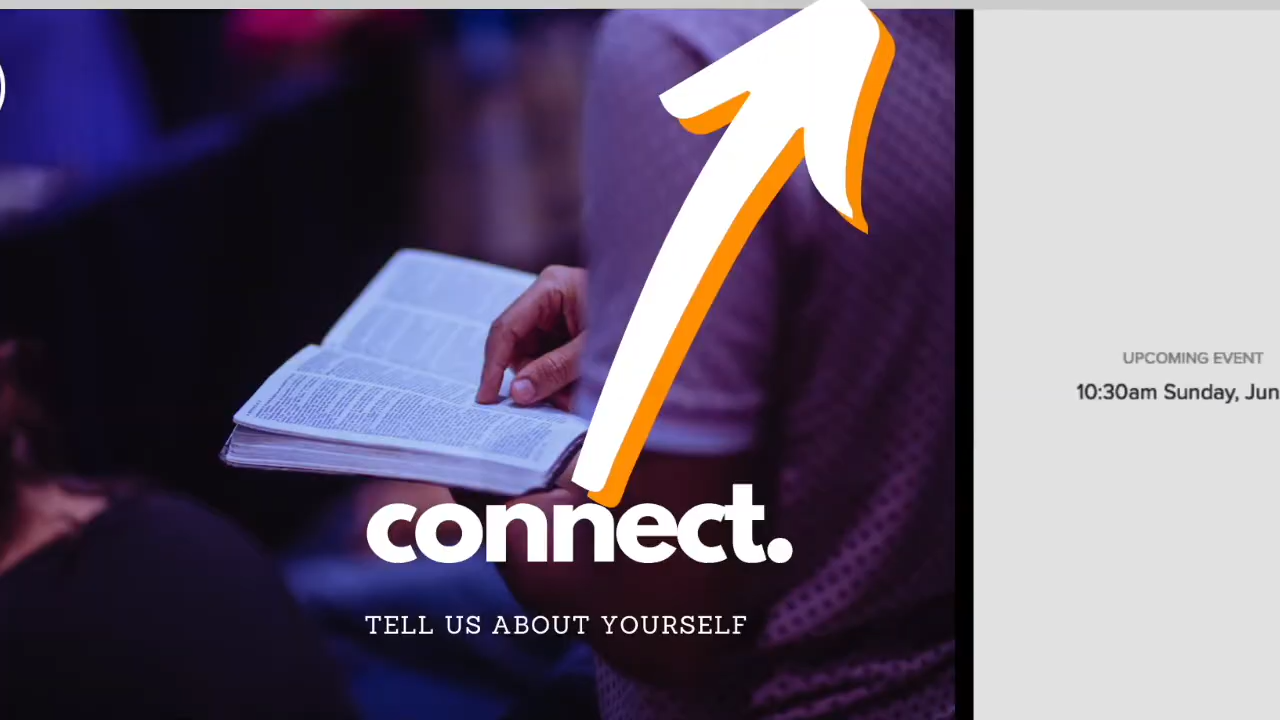 connect.
TELL US ABOUT YOURSELF
UPCOMING EVENT
10:30am Sunday, Jun